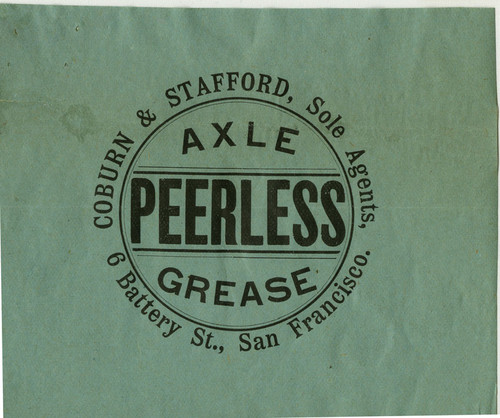 COBURN & STAFFORD, Sole Agents,
AXLE
PEERLESS
GREASE
6 Battery St., San Francisco.